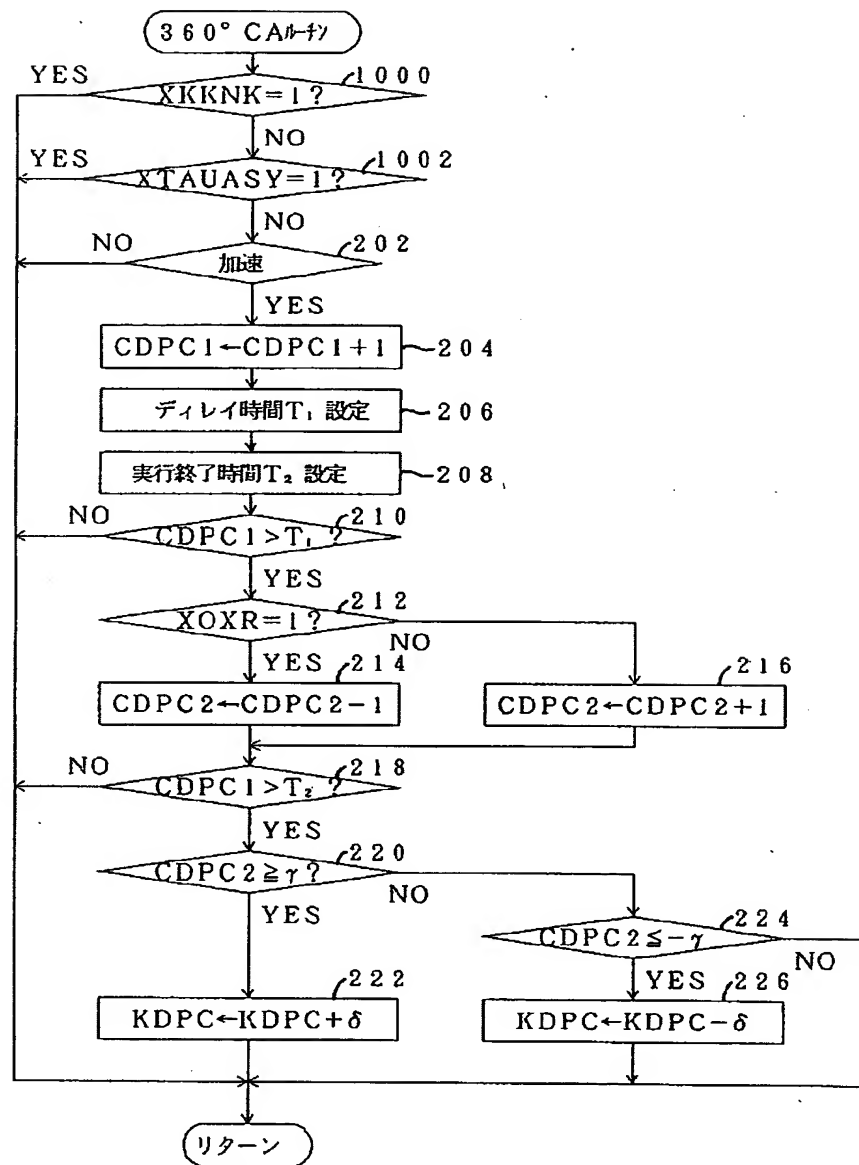 360° CAルーチン
YES
1000
XKKNK=1?
NO
YES
1002
XTAUASY=1?
NO
NO
202
加速
YES
CDPC1←CDPC1+1
204
ディレイ時間T₁ 設定
206
実行終了時間T₂ 設定
208
NO
210
CDPC1>T₁ ?
YES
212
XOXR=1?
NO
YES
214
216
CDPC2←CDPC2-1
CDPC2←CDPC2+1
NO
218
CDPC1>T₂ ?
YES
220
CDPC2≧γ?
NO
YES
224
CDPC2≦-γ
NO
YES
222
226
KDPC←KDPC+δ
KDPC←KDPC-δ
リターン